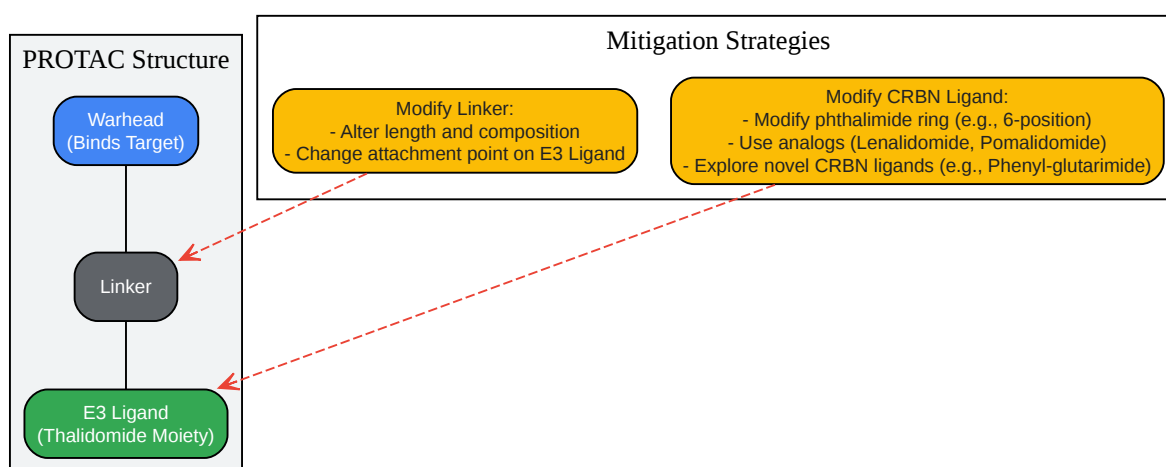 PROTAC Structure
Warhead
(Binds Target)
Linker
E3 Ligand
(Thalidomide Moiety)
Mitigation Strategies
Modify Linker:
- Alter length and composition
- Change attachment point on E3 Ligand
Modify CRBN Ligand:
- Modify phthalimide ring (e.g., 6-position)
- Use analogs (Lenalidomide, Pomalidomide)
- Explore novel CRBN ligands (e.g., Phenyl-glutarimide)